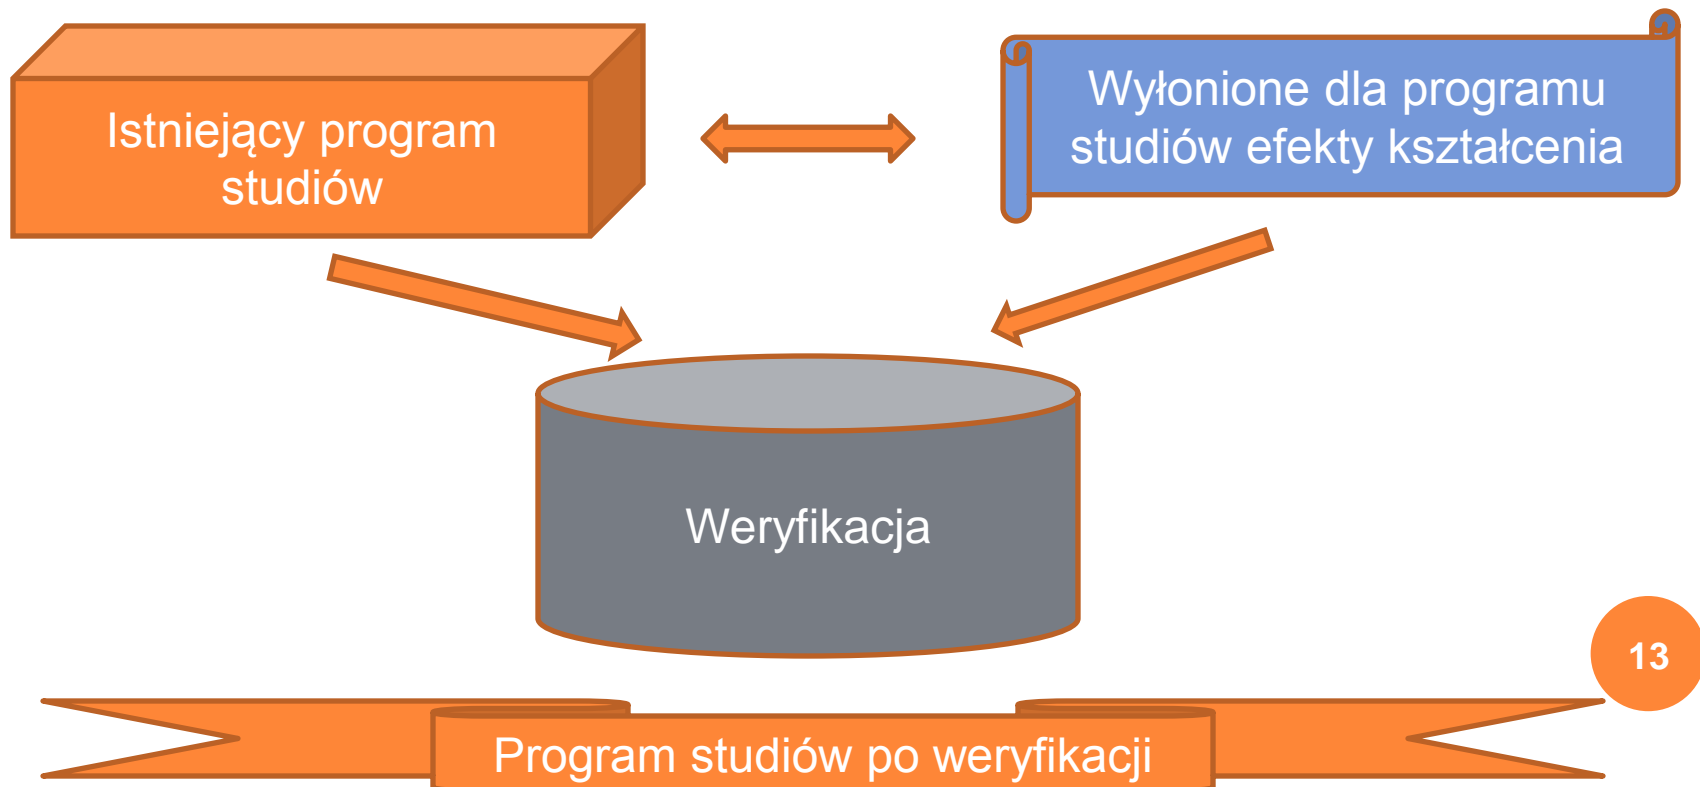 Istniejący program
studiów
Wyłonione dla programu
studiów efekty kształcenia
Weryfikacja
13
Program studiów po weryfikacji